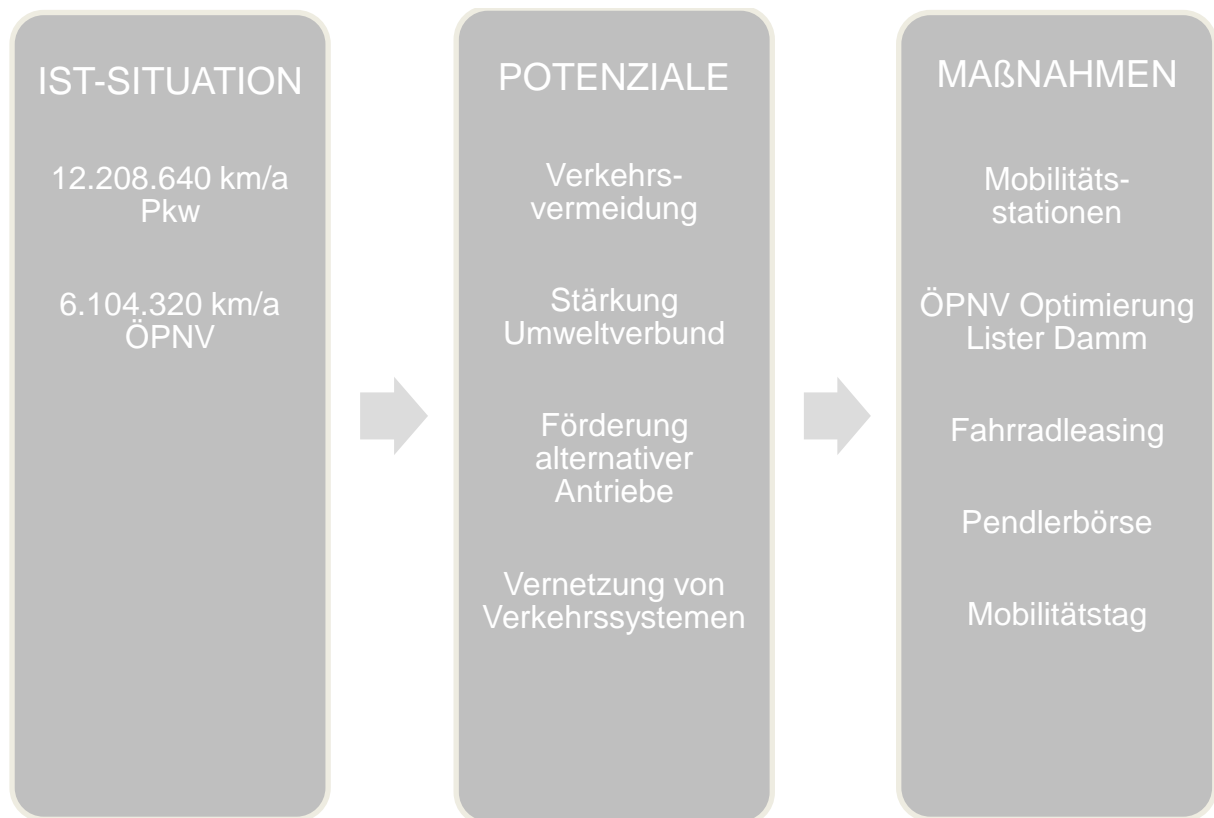 IST-SITUATION
12.208.640 km/a
Pkw
6.104.320 km/a
ÖPNV
POTENZIALE
Verkehrs-
vermeidung
Stärkung
Umweltverbund
Förderung
alternativer
Antriebe
Vernetzung von
Verkehrssystemen
MAßNAHMEN
Mobilitäts-
stationen
ÖPNV Optimierung
Lister Damm
Fahrradleasing
Pendlerbörse
Mobilitätstag